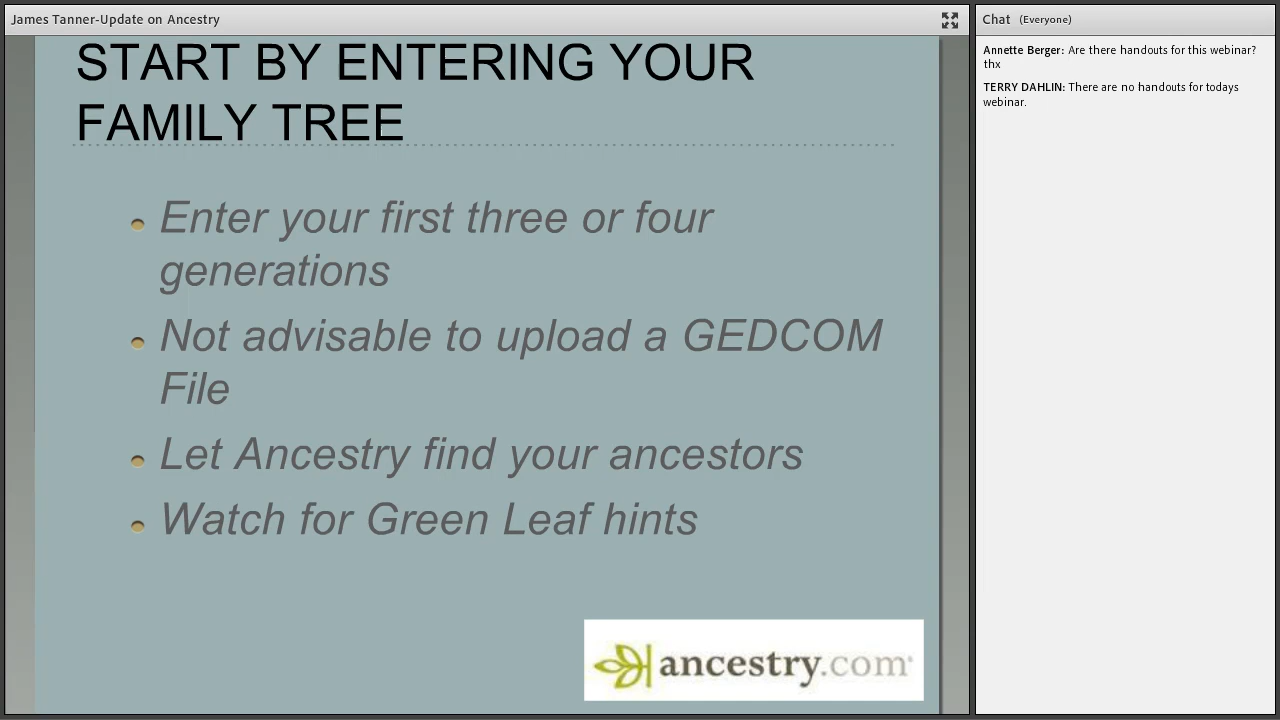 James Tanner-Update on Ancestry
START BY ENTERING YOUR
FAMILY TREE
Enter your first three or four
generations
Not advisable to upload a GEDCOM
File
Let Ancestry find your ancestors
Watch for Green Leaf hints
ancestry.com
Chat (Everyone)
Annette Berger: Are there handouts for this webinar?
thx
TERRY DAHLIN: There are no handouts for todays
webinar.